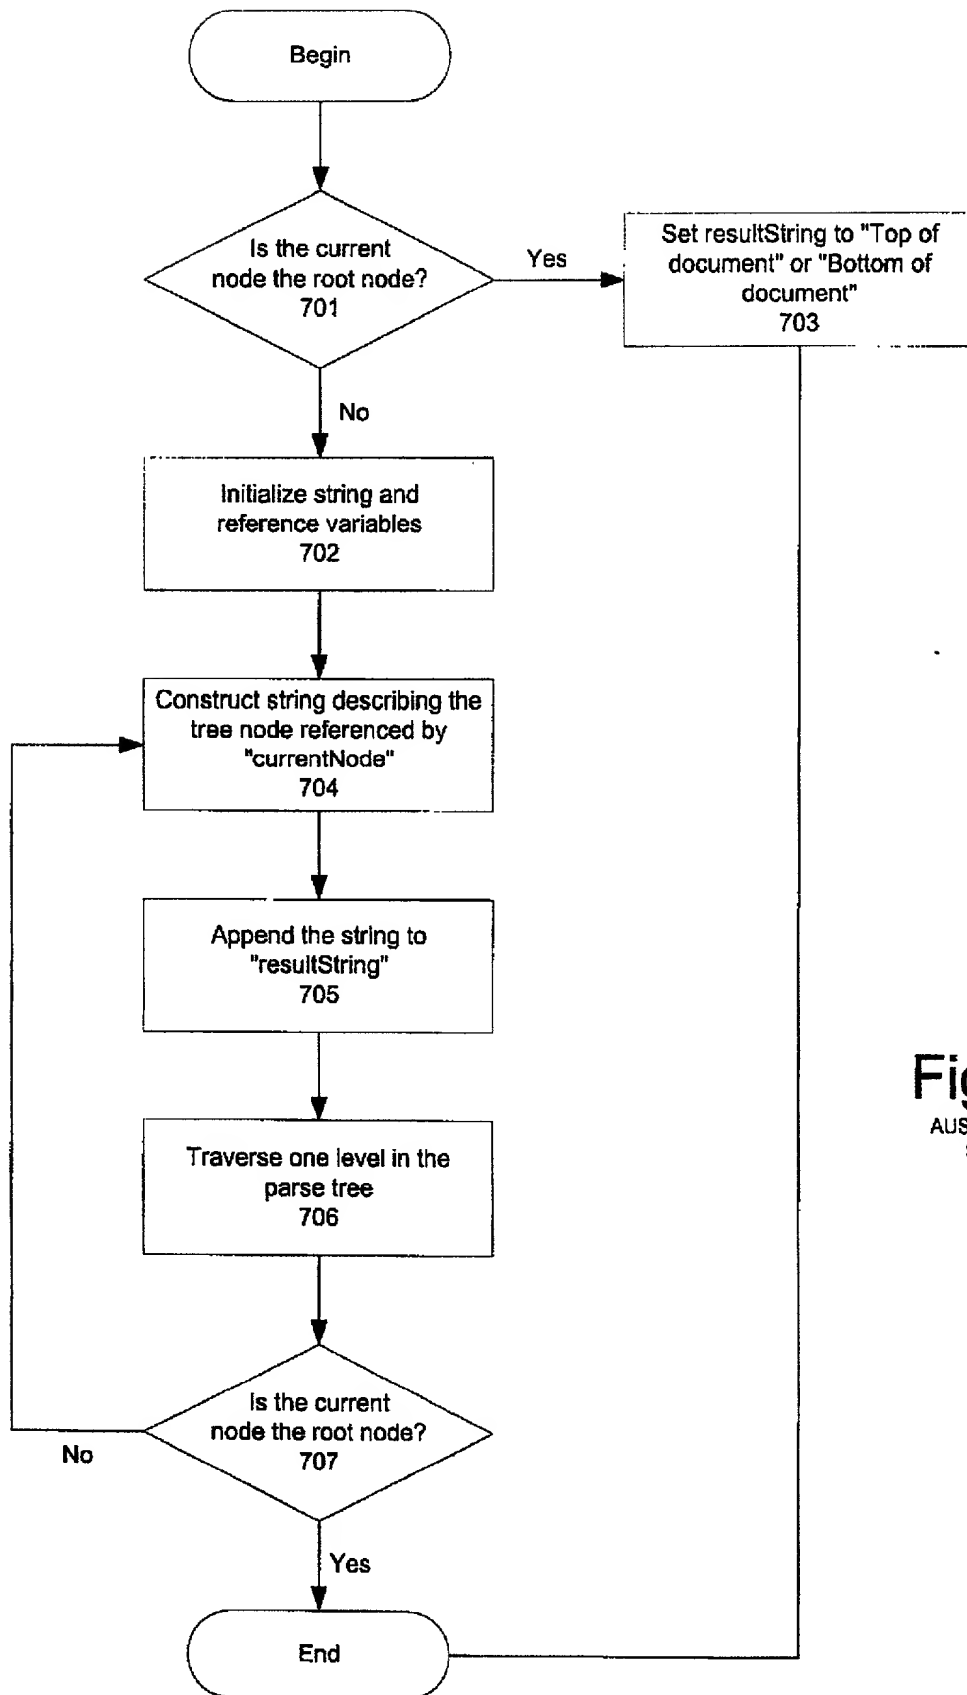 Begin
Is the current
node the root node?
701
Yes
Set resultString to "Top of
document" or "Bottom of
document"
703
No
Initialize string and
reference variables
702
Construct string describing the
tree node referenced by
"currentNode"
704
Append the string to
"resultString"
705
Traverse one level in the
parse tree
706
Is the current
node the root node?
707
No
Yes
End
Fig
AUS